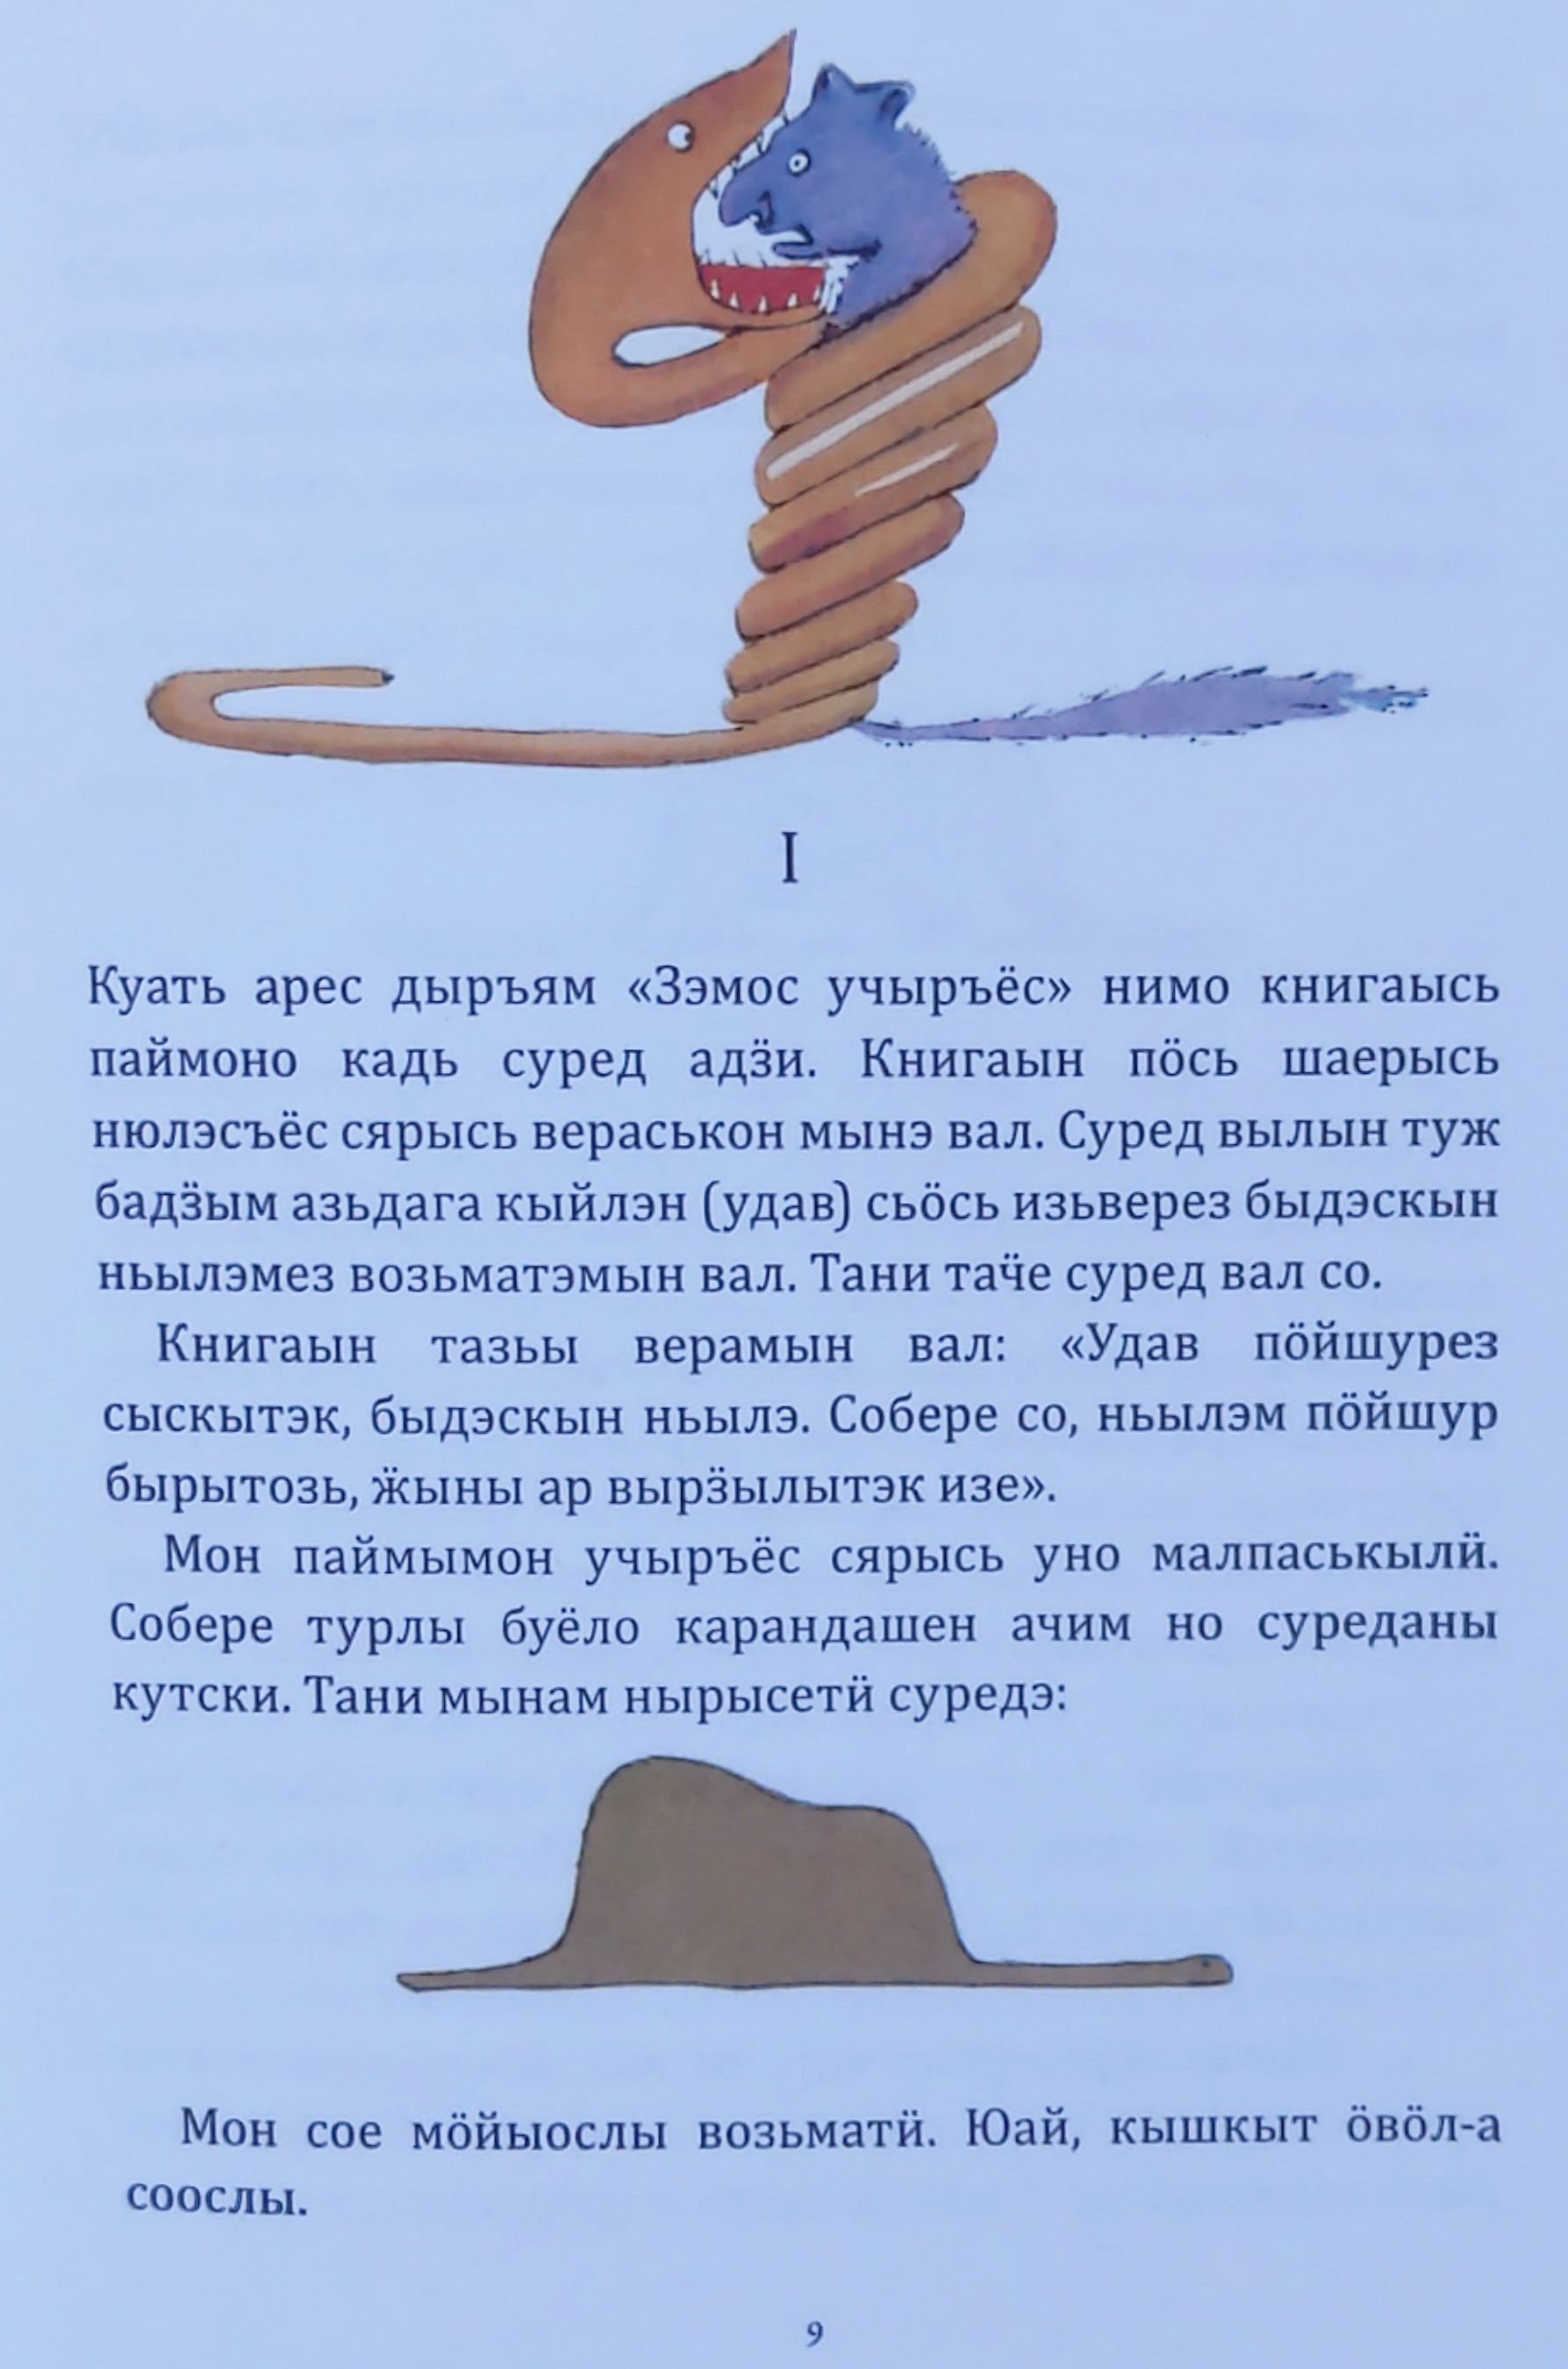 I
Куать арес дыръям «Зэмос учыръёс» нимо книгаысь
паймоно кадь суред адӟи. Книгаын пӧсь шаерысь
нюлэсъёс сярысь вераськон мынэ вал. Суред вылын туж
бадӟым азьдага кыйлэн (удав) сьӧсь изьверез быдэскын
ньылэмез возьматэмын вал. Тани таӵе суред вал со.
Книгаын тазьы верамын вал: «Удав пӧйшурез
сыскытэк, быдэскын ньылэ. Собере со, ньылэм пӧйшур
бырытозь, ӝыны ар вырӟылытэк изе».
Мон паймымон учыръёс сярысь уно малпаськылӥ.
Собере турлы буёло карандашен ачим но суреданы
кутски. Тани мынам нырысетӥ суредэ:
Мон сое мӧйыослы возьматӥ. Юай, кышкыт ӧвӧл-а
соослы.
9